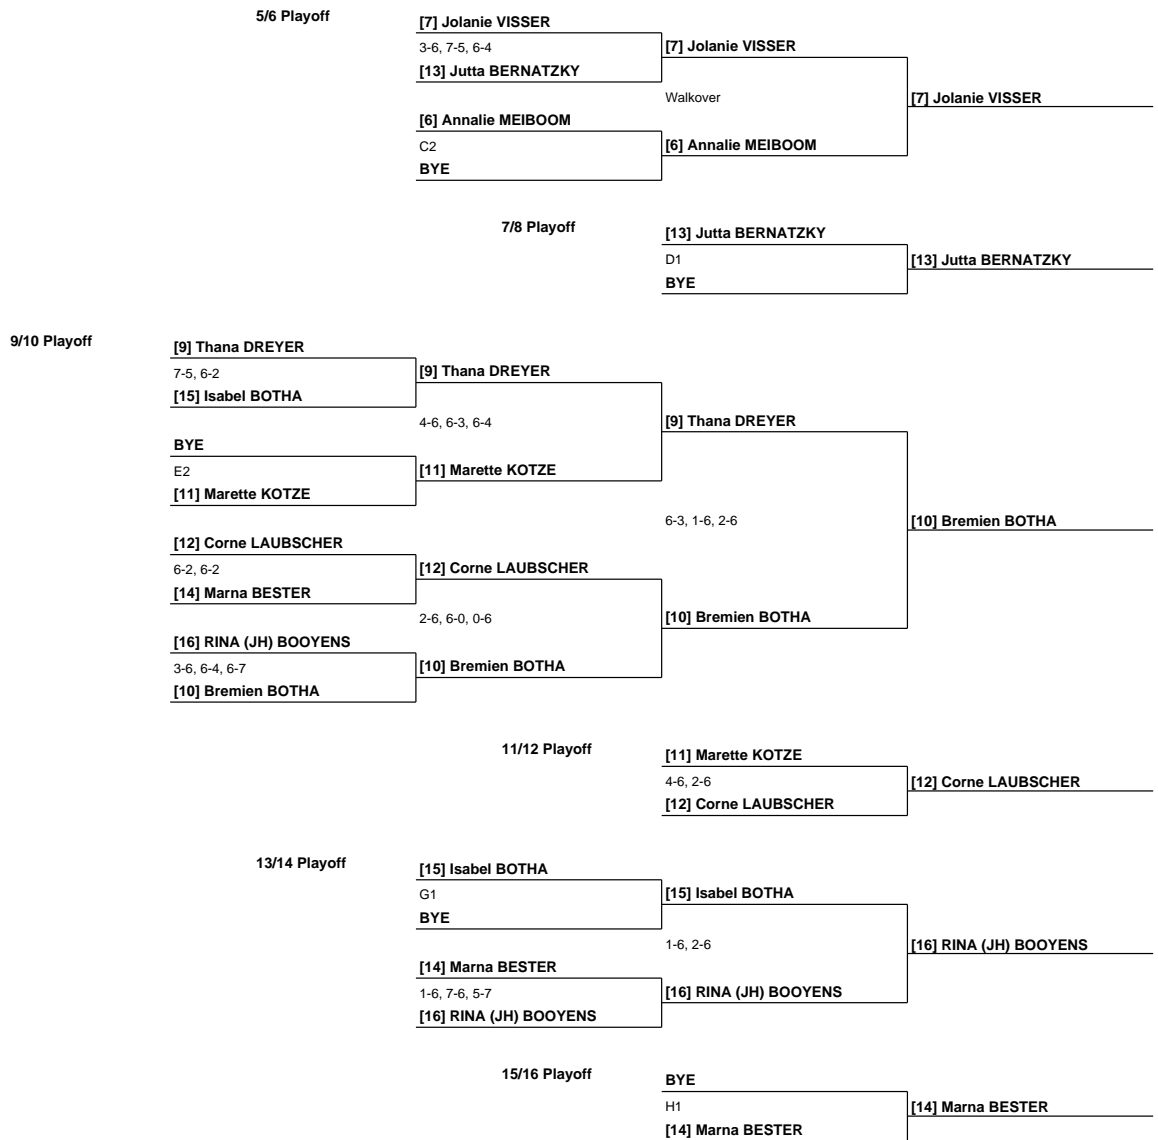 5/6 Playoff
[7] Jolanie VISSER
3-6, 7-5, 6-4
[7] Jolanie VISSER
[13] Jutta BERNATZKY
Walkover
[7] Jolanie VISSER
[6] Annalie MEIBOOM
C2
[6] Annalie MEIBOOM
BYE
7/8 Playoff
[13] Jutta BERNATZKY
D1
[13] Jutta BERNATZKY
BYE
9/10 Playoff
[9] Thana DREYER
7-5, 6-2
[9] Thana DREYER
[15] Isabel BOTHA
4-6, 6-3, 6-4
[9] Thana DREYER
BYE
E2
[11] Marette KOTZE
[11] Marette KOTZE
6-3, 1-6, 2-6
[10] Bremien BOTHA
[12] Corne LAUBSCHER
6-2, 6-2
[12] Corne LAUBSCHER
[14] Marna BESTER
2-6, 6-0, 0-6
[10] Bremien BOTHA
[16] RINA (JH) BOOYENS
3-6, 6-4, 6-7
[10] Bremien BOTHA
[10] Bremien BOTHA
11/12 Playoff
[11] Marette KOTZE
4-6, 2-6
[12] Corne LAUBSCHER
[12] Corne LAUBSCHER
13/14 Playoff
[15] Isabel BOTHA
G1
[15] Isabel BOTHA
BYE
1-6, 2-6
[16] RINA (JH) BOOYENS
[14] Marna BESTER
1-6, 7-6, 5-7
[16] RINA (JH) BOOYENS
[16] RINA (JH) BOOYENS
15/16 Playoff
BYE
H1
[14] Marna BESTER
[14] Marna BESTER